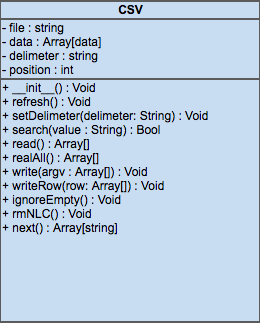 CSV
- file : string
- data : Array[data]
- delimeter : string
- position : int
+ __init__() : Void
+ refresh() : Void
+ setDelimeter(delimeter: String) : Void
+ search(value : String) : Bool
+ read() : Array[]
+ realAll() : Array[]
+ write(argv : Array[]) : Void
+ writeRow(row: Array[]) : Void
+ ignoreEmpty() : Void
+ rmNLC() : Void
+ next() : Array[string]